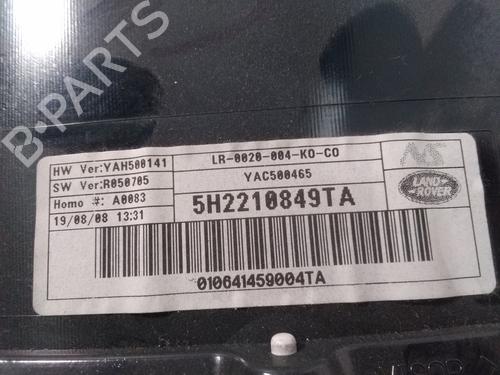 B-PARTS
HW Ver:YAH500141
LR-0020-004-KO-CO
SW Ver:R050705
YAC500465
Homo #: A0083
5H2210849TA
19/08/08 13:31
LAND
ROVER
010641459004TA